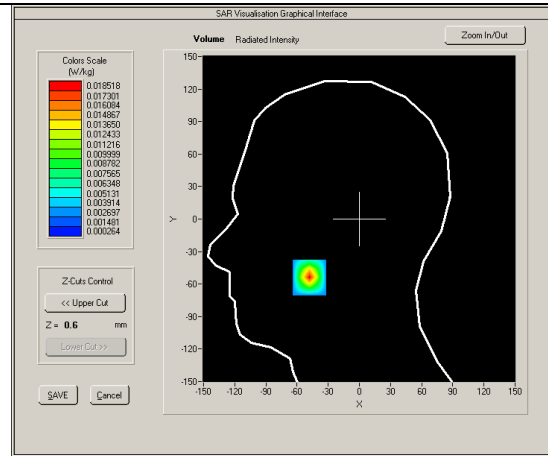 SAR Visualisation Graphical Interface
Volume Radiated Intensity
Zoom In/Out
Colors Scale
(W/kg)
0.018518
0.017301
0.016084
0.014867
0.013650
0.012433
0.011216
0.009999
0.008782
0.007565
0.006348
0.005131
0.003914
0.002697
0.001481
0.000264
Z-Cuts Control
<< Upper Cut
Z = 0.6 mm
Lower Cut >>
SAVE Cancel
150
120
90
60
30
0
-30
-60
-90
-120
-150
Y
-150 -120 -90 -60 -30 0 30 60 90 120 150
X